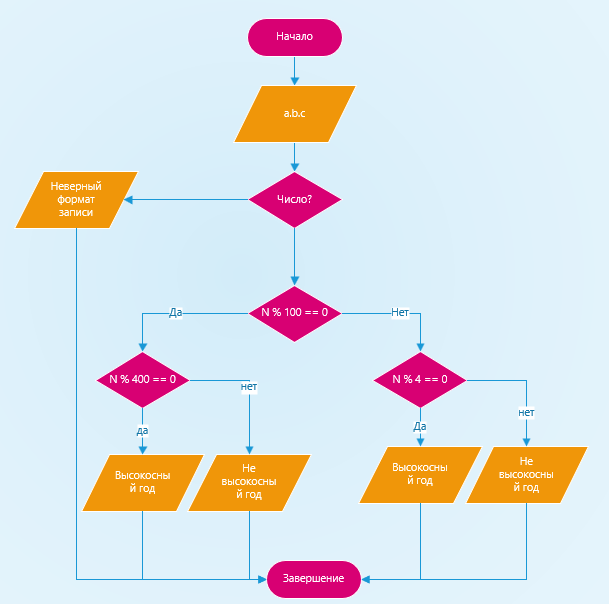 Начало
a.b.c
Неверный
формат
записи
Число?
N % 100 == 0
Да
Нет
N % 400 == 0
нет
N % 4 == 0
да
Да
нет
Высокосны
й год
Не
высокосны
й год
Высокосны
й год
Не
высокосны
й год
Завершение